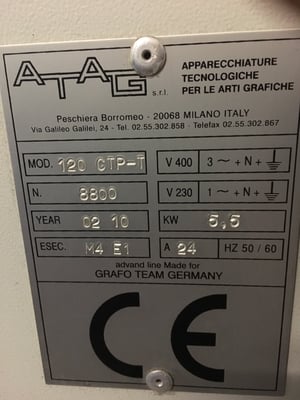 ATAG s.r.l.
APPARECCHIATURE
TECNOLOGICHE
PER LE ARTI GRAFICHE
Peschiera Borromeo - 20068 MILANO ITALY
Via Galileo Galilei, 24 - Tel. 02.55.302.858 - Telefax 02.55.302.867
MOD. 120 CTP-T V 400 3 ~ + N +
N. 8800 V 230 1 ~ + N +
YEAR 02 10 KW 5,5
ESEC. M4 E1 A 24 HZ 50 / 60
advand line Made for
GRAFO TEAM GERMANY
CE